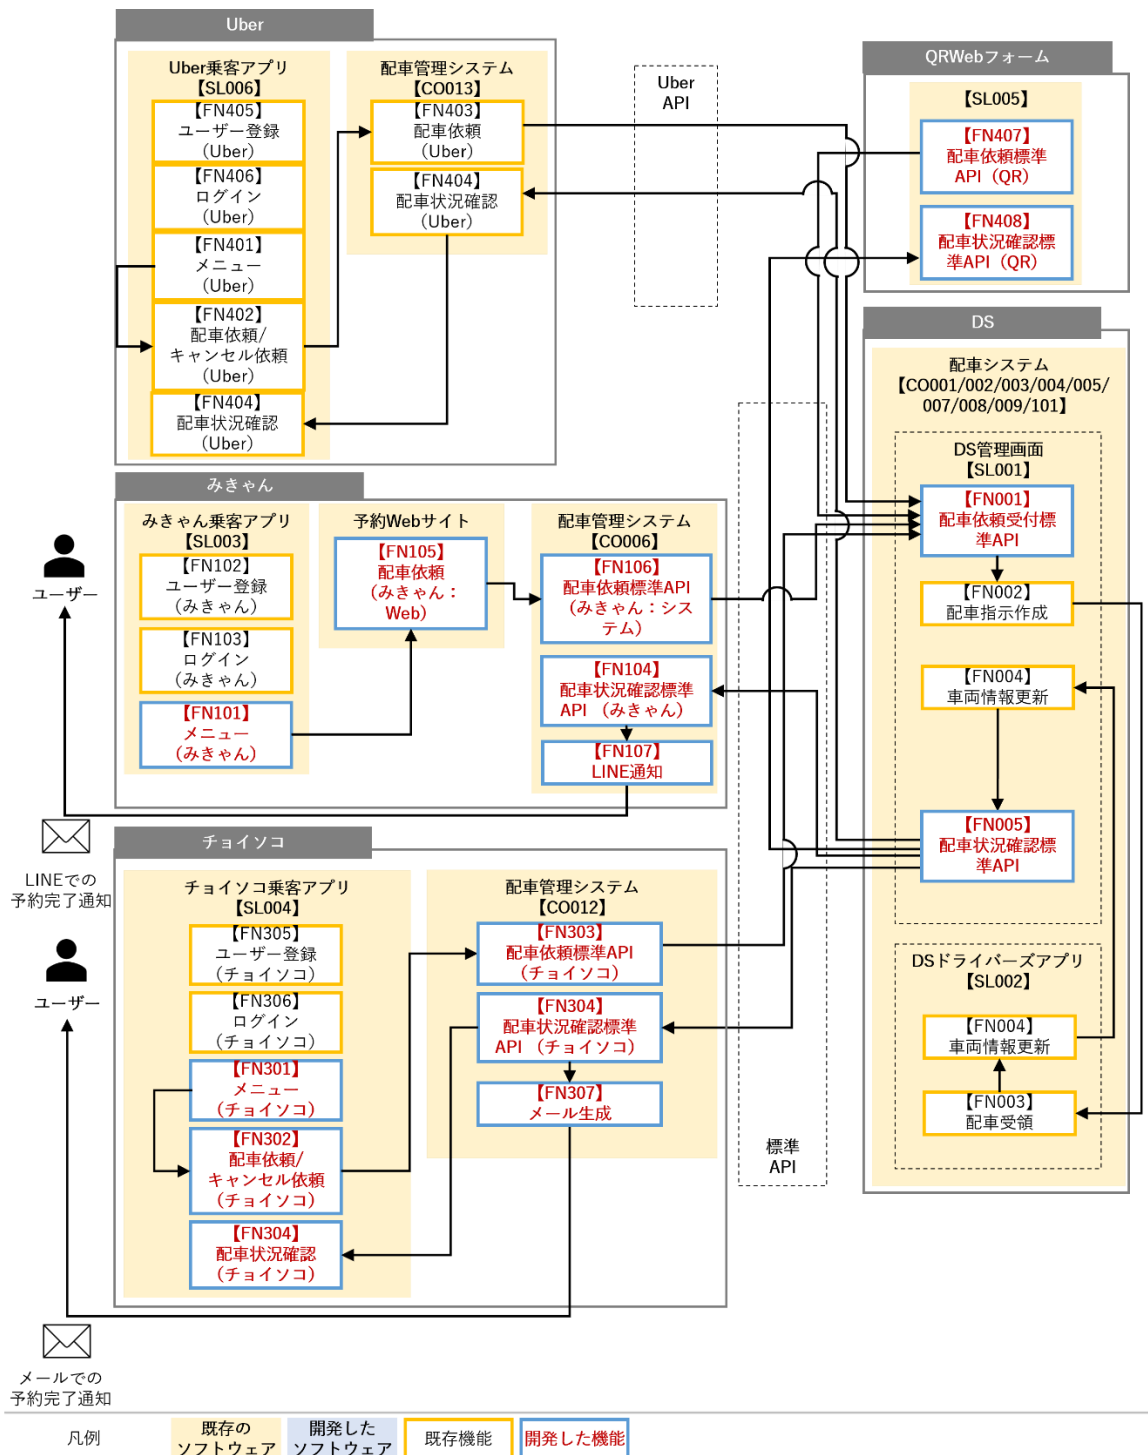 Uber
Uber乗客アプリ
【SL006】
【FN405】
ユーザー登録
(Uber)
【FN406】
ログイン
(Uber)
【FN401】
メニュー
(Uber)
【FN402】
配車依頼/
キャンセル依頼
(Uber)
【FN404】
配車状況確認
(Uber)
配車管理システム
【CO013】
【FN403】
配車依頼
(Uber)
【FN404】
配車状況確認
(Uber)
Uber
API
QRWebフォーム
【SL005】
【FN407】
配車依頼標準
API（QR）
【FN408】
配車状況確認標
準API（QR）
DS
配車システム
【CO001/002/003/004/005/
007/008/009/101】
DS管理画面
【SL001】
【FN001】
配車依頼受付標
準API
【FN002】
配車指示作成
【FN004】
車両情報更新
【FN005】
配車状況確認標
準API
DSドライバーズアプリ
【SL002】
【FN004】
車両情報更新
【FN003】
配車受領
みきゃん
みきゃん乗客アプリ
【SL003】
【FN102】
ユーザー登録
（みきゃん）
【FN103】
ログイン
（みきゃん）
【FN101】
メニュー
（みきゃん）
予約Webサイト
【FN105】
配車依頼
（みきゃん：
Web）
配車管理システム
【CO006】
【FN106】
配車依頼標準API
（みきゃん：シス
テム）
【FN104】
配車状況確認標準
API （みきゃん）
【FN107】
LINE通知
ユーザー
LINEでの
予約完了通知
チョイソコ
チョイソコ乗客アプリ
【SL004】
【FN305】
ユーザー登録
（チョイソコ）
【FN306】
ログイン
（チョイソコ）
【FN301】
メニュー
（チョイソコ）
【FN302】
配車依頼/
キャンセル依頼
（チョイソコ）
【FN304】
配車状況確認
（チョイソコ）
配車管理システム
【CO012】
【FN303】
配車依頼標準API
（チョイソコ）
【FN304】
配車状況確認標準
API （チョイソコ）
【FN307】
メール生成
標準
API
ユーザー
メールでの
予約完了通知
凡例
既存の
ソフトウェア
開発した
ソフトウェア
既存機能
開発した機能